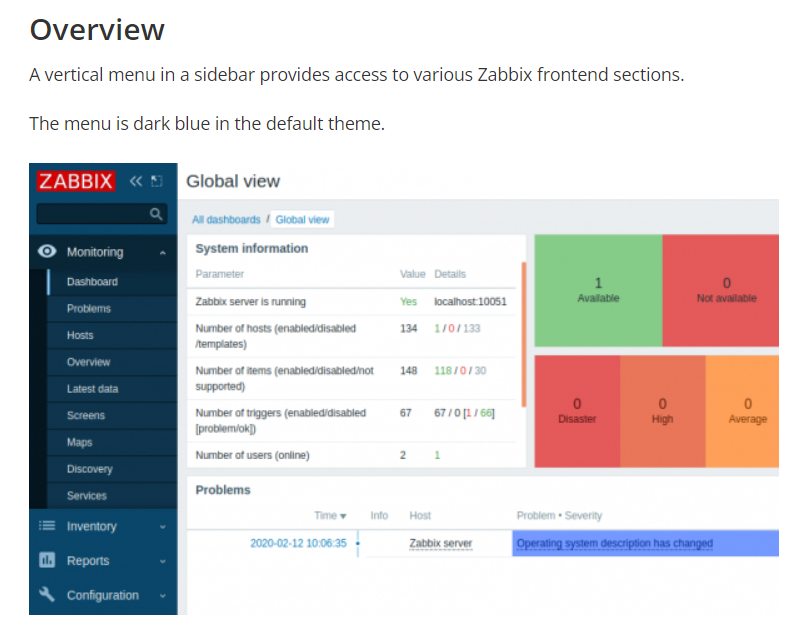 Overview
A vertical menu in a sidebar provides access to various Zabbix frontend sections.
The menu is dark blue in the default theme.
ZABBIX
Monitoring
Dashboard
Problems
Hosts
Overview
Latest data
Screens
Maps
Discovery
Services
Inventory
Reports
Configuration
Global view
All dashboards / Global view
System information
Parameter Value Details
Zabbix server is running Yes localhost:10051
Number of hosts (enabled/disabled 134 1 / 0 / 133
/templates)
Number of items (enabled/disabled/not 148 118 / 0 / 30
supported)
Number of triggers (enabled/disabled 67 67 / 0 [1 / 66]
[problem/ok])
Number of users (online) 2 1
1
Available
0
Not available
0
Disaster
0
High
0
Average
Problems
Time ▼ Info Host Problem • Severity
2020-02-12 10:06:35 Zabbix server Operating system description has changed